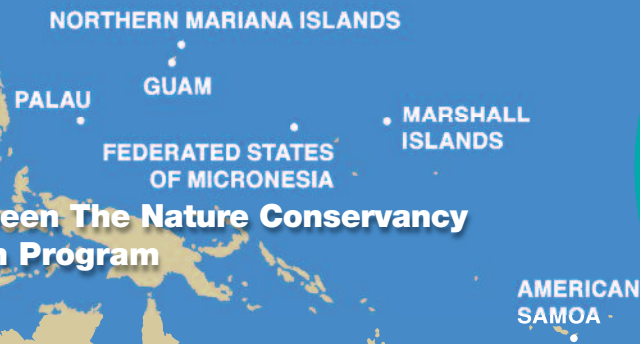 NORTHERN MARIANA ISLANDS
GUAM
PALAU
MARSHALL
ISLANDS
FEDERATED STATES
OF MICRONESIA
The Nature Conservancy
Program
AMERICAN
SAMOA